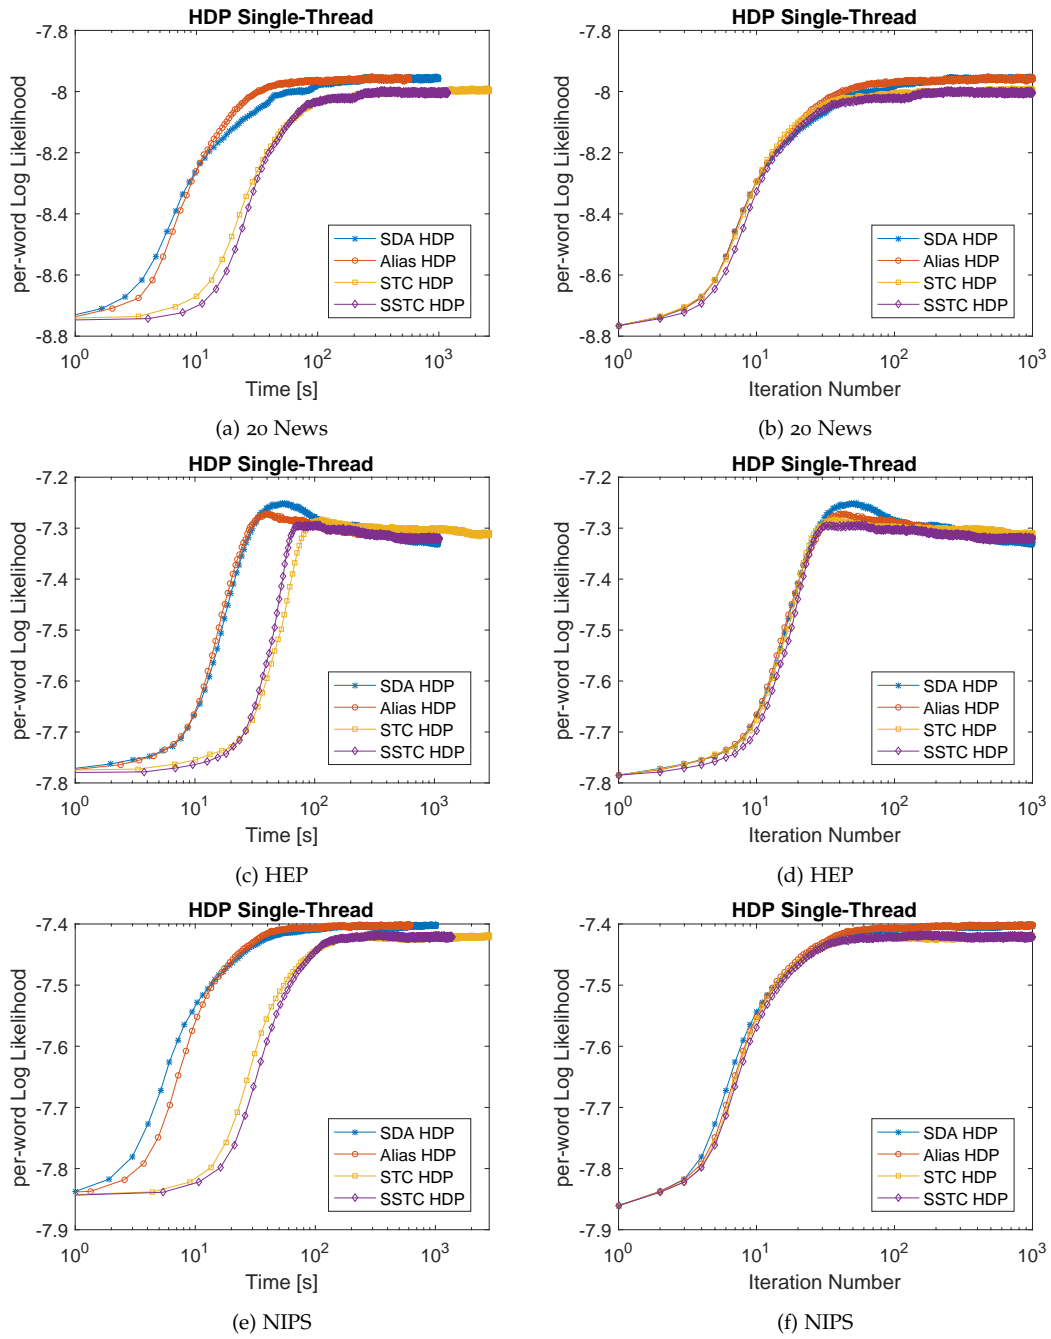 HDP Single-Thread
-7.8
-8
-8.2
-8.4
-8.6
-8.8
per-word Log Likelihood
SDA HDP
Alias HDP
STC HDP
SSTC HDP
10^0
10^1
10^2
10^3
Time [s]
(a) 20 News
HDP Single-Thread
-7.8
-8
-8.2
-8.4
-8.6
-8.8
per-word Log Likelihood
SDA HDP
Alias HDP
STC HDP
SSTC HDP
10^0
10^1
10^2
10^3
Iteration Number
(b) 20 News
HDP Single-Thread
-7.2
-7.3
-7.4
-7.5
-7.6
-7.7
-7.8
per-word Log Likelihood
SDA HDP
Alias HDP
STC HDP
SSTC HDP
10^0
10^1
10^2
10^3
Time [s]
(c) HEP
HDP Single-Thread
-7.2
-7.3
-7.4
-7.5
-7.6
-7.7
-7.8
per-word Log Likelihood
SDA HDP
Alias HDP
STC HDP
SSTC HDP
10^0
10^1
10^2
10^3
Iteration Number
(d) HEP
HDP Single-Thread
-7.4
-7.5
-7.6
-7.7
-7.8
-7.9
per-word Log Likelihood
SDA HDP
Alias HDP
STC HDP
SSTC HDP
10^0
10^1
10^2
10^3
Time [s]
(e) NIPS
HDP Single-Thread
-7.4
-7.5
-7.6
-7.7
-7.8
-7.9
per-word Log Likelihood
SDA HDP
Alias HDP
STC HDP
SSTC HDP
10^0
10^1
10^2
10^3
Iteration Number
(f) NIPS